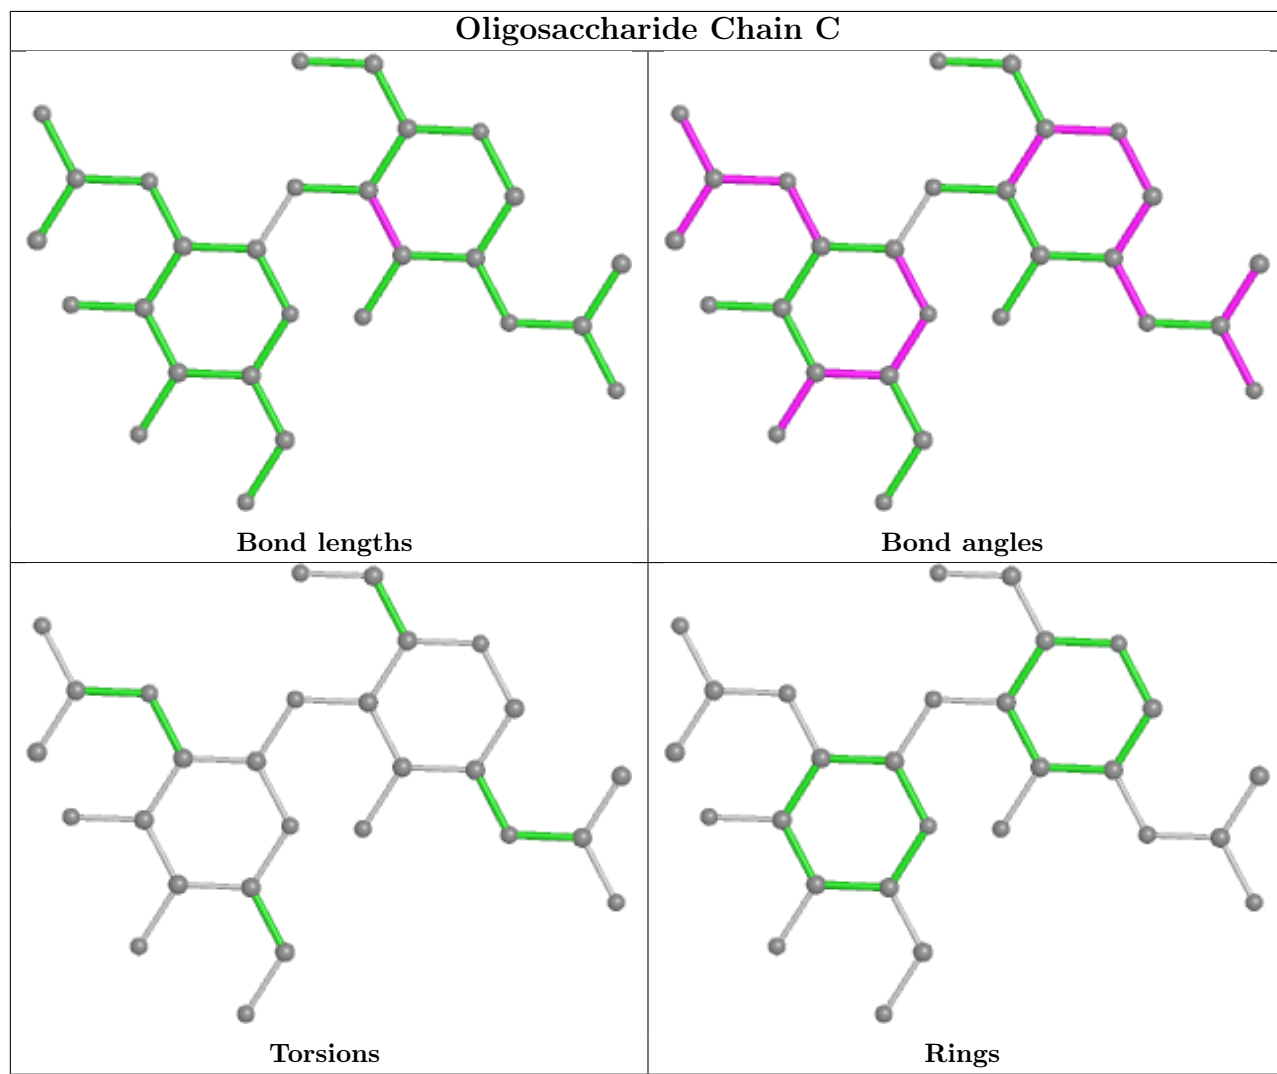 Oligosaccharide Chain C
Bond lengths
Bond angles
Torsions
Rings